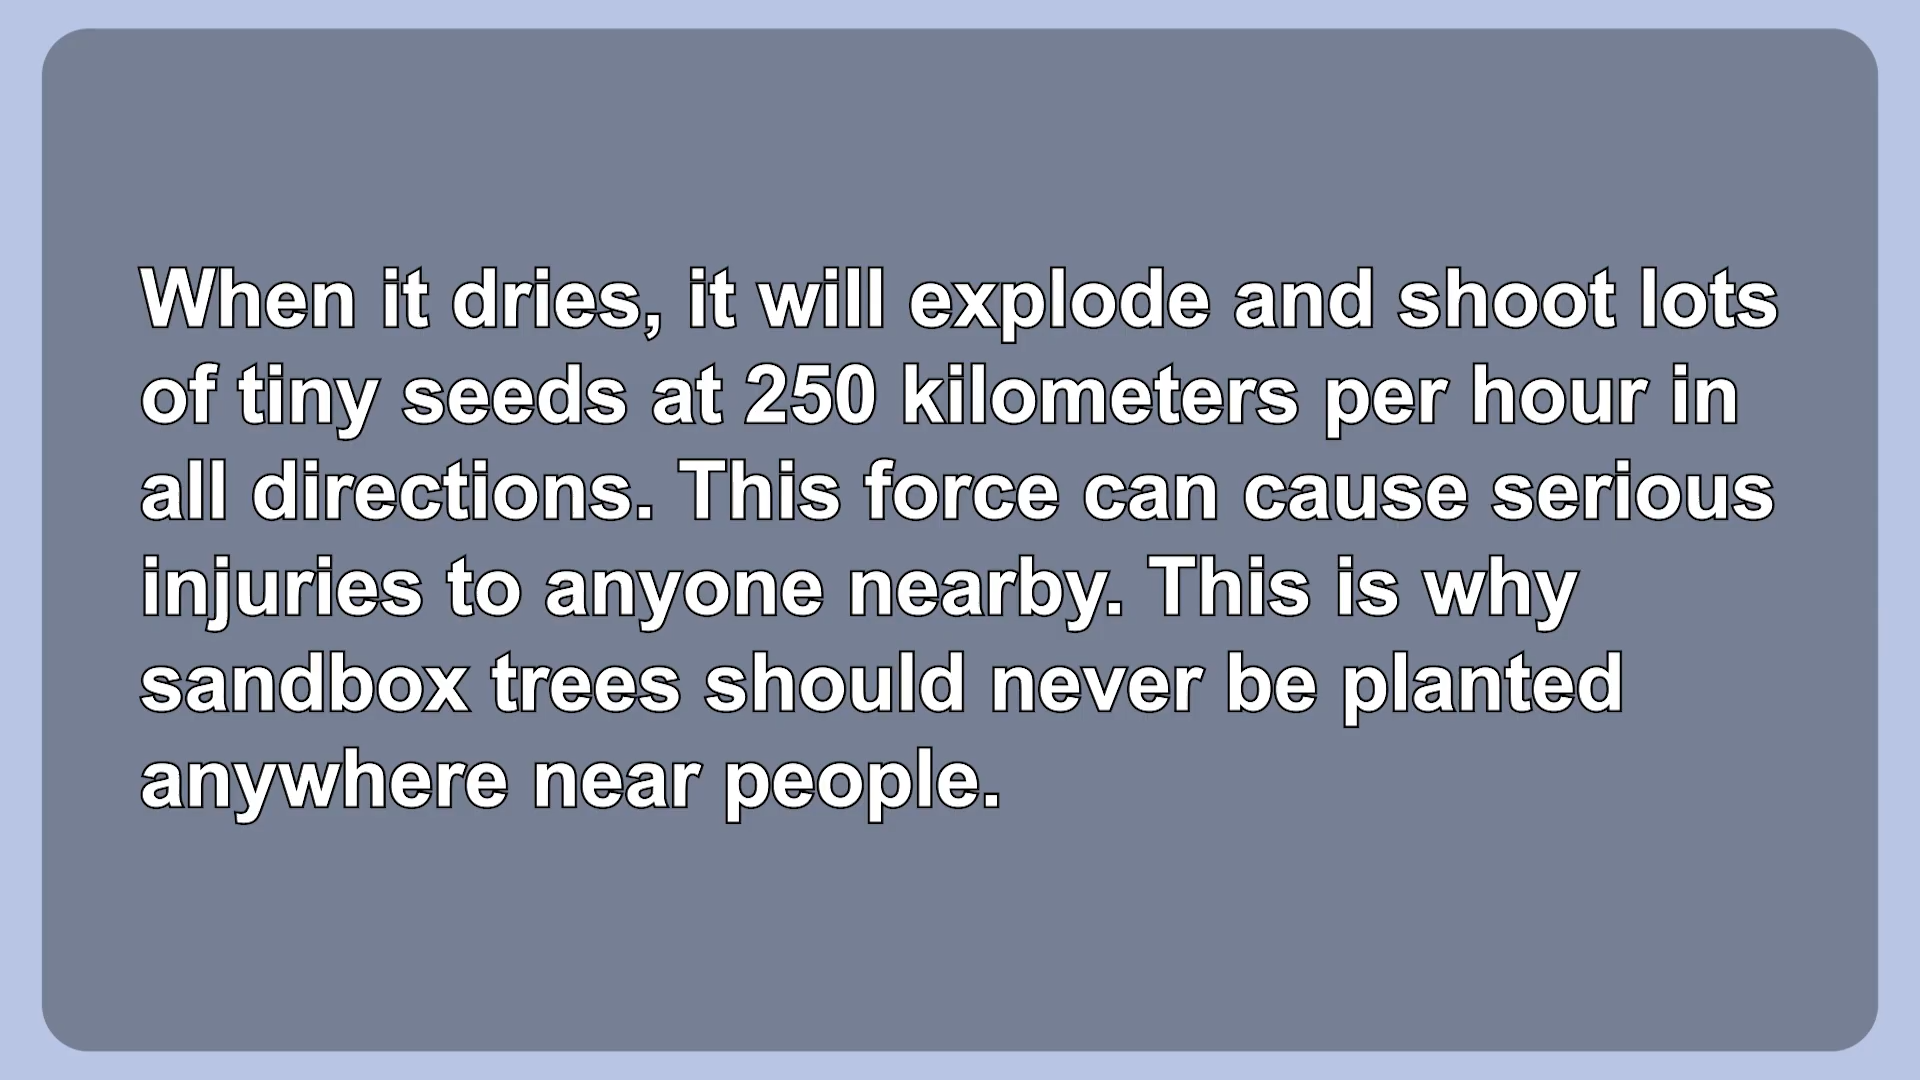 When it dries, it will explode and shoot lots
of tiny seeds at 250 kilometers per hour in
all directions. This force can cause serious
injuries to anyone nearby. This is why
sandbox trees should never be planted
anywhere near people.